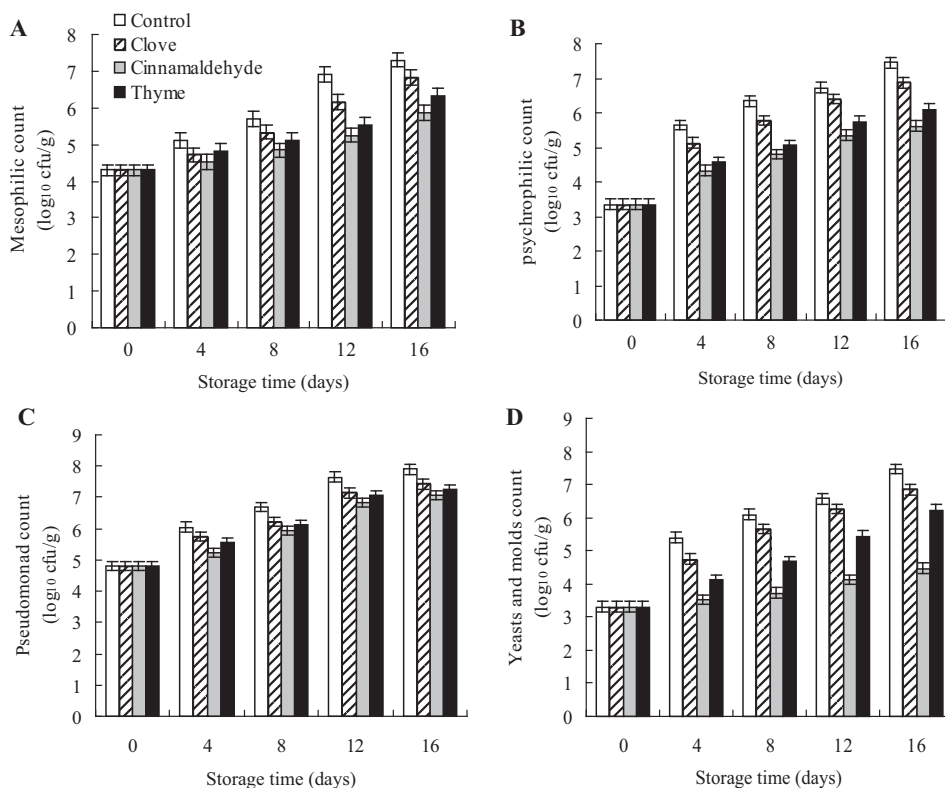 A
Control
Clove
Cinnamaldehyde
Thyme
Mesophilic count
(log10 cfu/g)
8
7
6
5
4
3
2
1
0
0 4 8 12 16
Storage time (days)
B
psychrophilic count
(log10 cfu/g)
8
7
6
5
4
3
2
1
0
0 4 8 12 16
Storage time (days)
C
Pseudomonad count
(log10 cfu/g)
9
8
7
6
5
4
3
2
1
0
0 4 8 12 16
Storage time (days)
D
Yeasts and molds count
(log10 cfu/g)
9
8
7
6
5
4
3
2
1
0
0 4 8 12 16
Storage time (days)